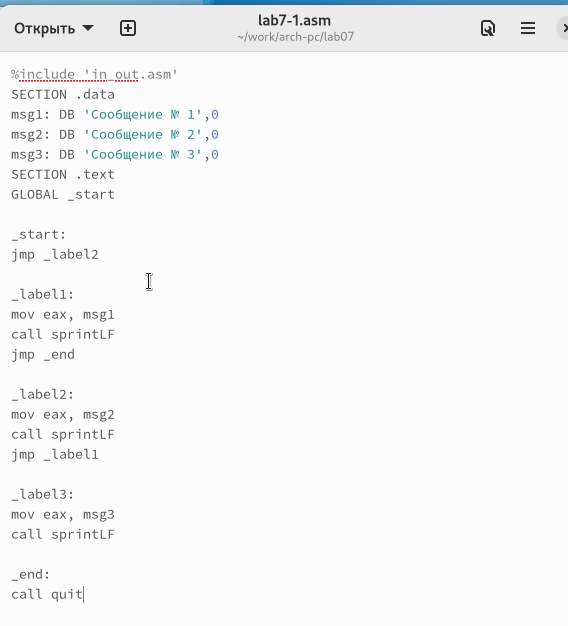 lab7-1.asm
Открыть
~/work/arch-pc/lab07
%include 'in_out.asm'
SECTION .data
msg1: DB 'Сообщение № 1',0
msg2: DB 'Сообщение № 2',0
msg3: DB 'Сообщение № 3',0
SECTION .text
GLOBAL _start
_start:
jmp _label2
_label1:
mov eax, msg1
call sprintLF
jmp _end
_label2:
mov eax, msg2
call sprintLF
jmp _label1
_label3:
mov eax, msg3
call sprintLF
_end:
call quit